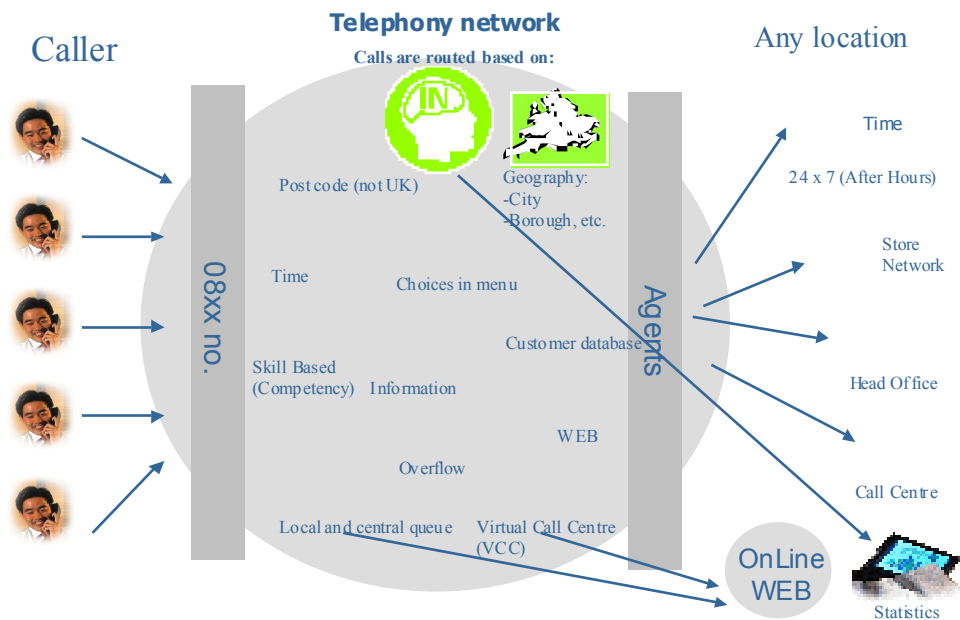 Telephony network
Caller
Any location
Calls are routed based on:
IN
Post code (not UK)
Geography:
-City
-Borough, etc.
Time
24 x 7 (After Hours)
Store
Network
08xx no.
Time
Choices in menu
Agents
Customer database
Skill Based
(Competency)
Information
Head Office
WEB
Overflow
Call Centre
Local and central queue
Virtual Call Centre
(VCC)
OnLine
WEB
Statistics